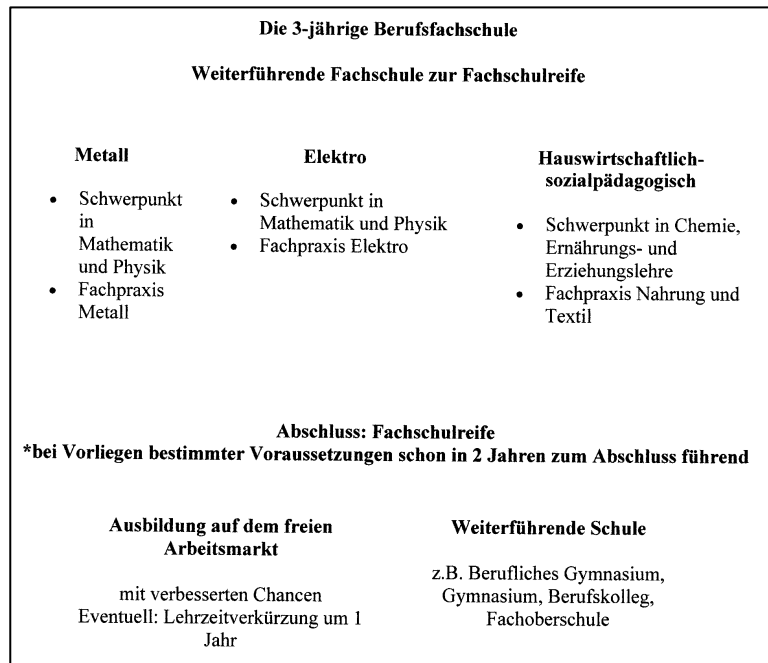 Die 3-jährige Berufsfachschule
Weiterführende Fachschule zur Fachschulreife
Metall
• Schwerpunkt
in
Mathematik
und Physik
• Fachpraxis
Metall
Elektro
• Schwerpunkt in
Mathematik und Physik
• Fachpraxis Elektro
Hauswirtschaftlich-
sozialpädagogisch
• Schwerpunkt in Chemie,
Ernährungs- und
Erziehungslehre
• Fachpraxis Nahrung und
Textil
Abschluss: Fachschulreife
*bei Vorliegen bestimmter Voraussetzungen schon in 2 Jahren zum Abschluss führend
Ausbildung auf dem freien
Arbeitsmarkt
mit verbesserten Chancen
Eventuell: Lehrzeitverkürzung um 1
Jahr
Weiterführende Schule
z.B. Berufliches Gymnasium,
Gymnasium, Berufskolleg,
Fachoberschule